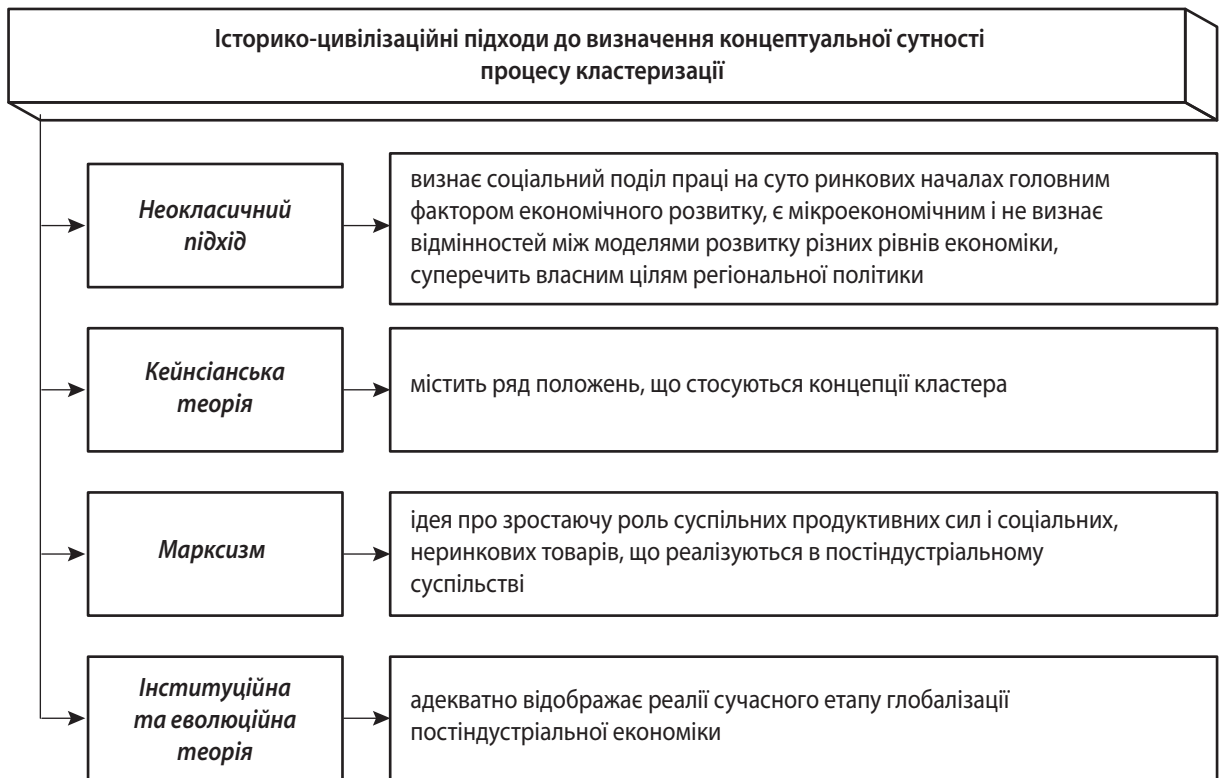 Історико-цивілізаційні підходи до визначення концептуальної сутності
процесу кластеризації
Неокласичний
підхід
визнає соціальний поділ праці на суто ринкових началах головним
фактором економічного розвитку, є мікроекономічним і не визнає
відмінностей між моделями розвитку різних рівнів економіки,
суперечить власним цілям регіональної політики
Кейнсіанська
теорія
містить ряд положень, що стосуються концепції кластера
Марксизм
ідея про зростаючу роль суспільних продуктивних сил і соціальних,
неринкових товарів, що реалізуються в постіндустріальному
суспільстві
Інституційна
та еволюційна
теорія
адекватно відображає реалії сучасного етапу глобалізації
постіндустріальної економіки